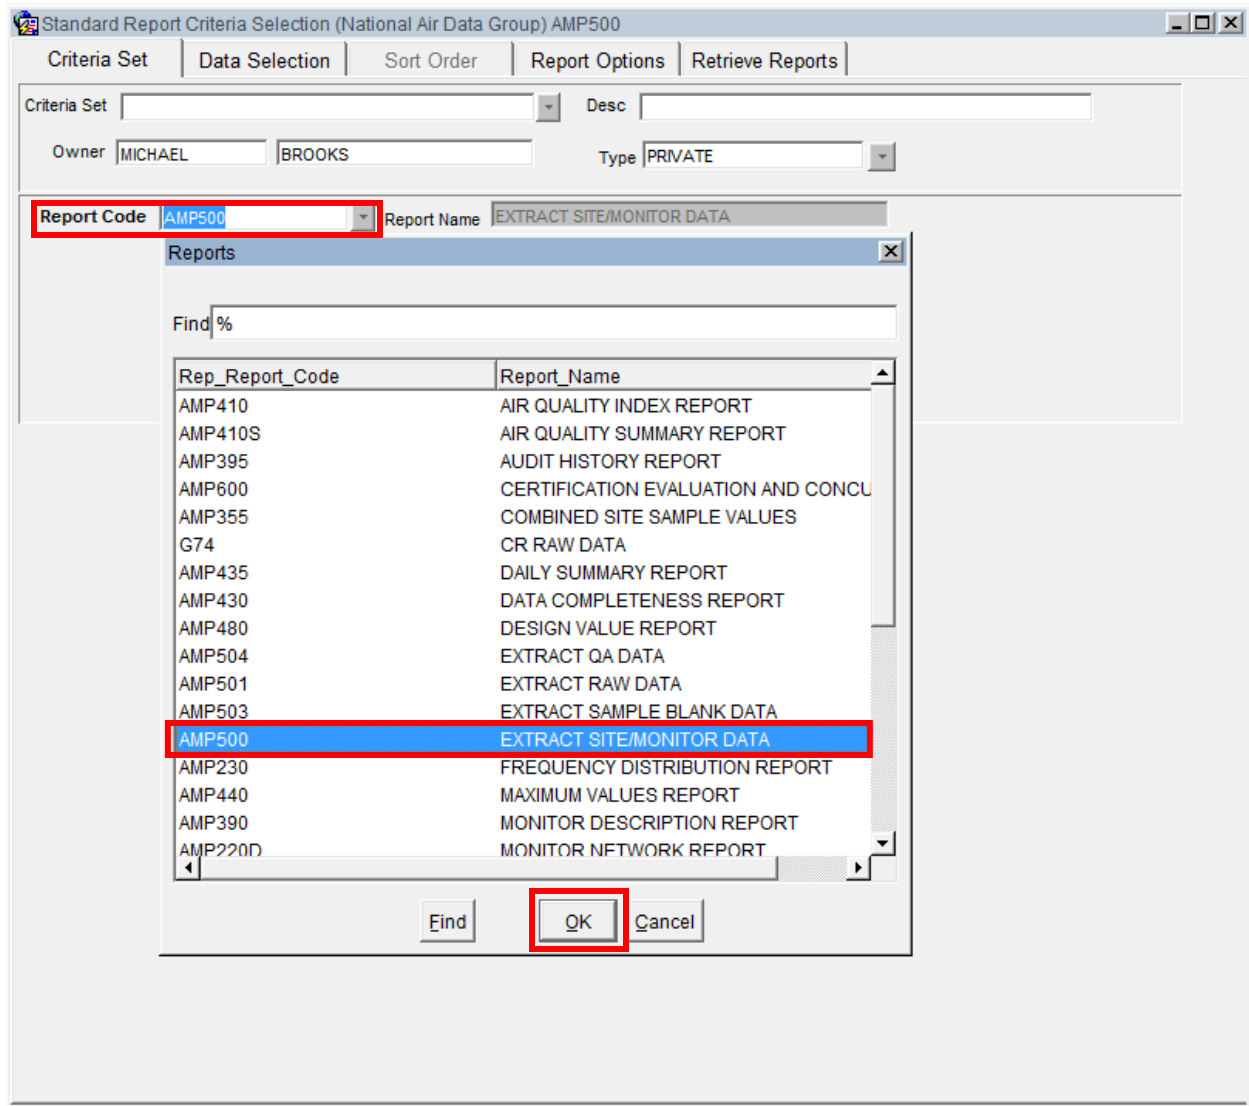 Standard Report Criteria Selection (National Air Data Group) AMP500
Criteria Set Data Selection Sort Order Report Options Retrieve Reports
Criteria Set Desc
Owner MICHAEL BROOKS Type PRIVATE
Report Code AMP500 Report Name EXTRACT SITE/MONITOR DATA
Reports
Find %
Rep_Report_Code Report_Name
AMP410 AIR QUALITY INDEX REPORT
AMP410S AIR QUALITY SUMMARY REPORT
AMP395 AUDIT HISTORY REPORT
AMP600 CERTIFICATION EVALUATION AND CONCU
AMP355 COMBINED SITE SAMPLE VALUES
G74 CR RAW DATA
AMP435 DAILY SUMMARY REPORT
AMP430 DATA COMPLETENESS REPORT
AMP480 DESIGN VALUE REPORT
AMP504 EXTRACT QA DATA
AMP501 EXTRACT RAW DATA
AMP503 EXTRACT SAMPLE BLANK DATA
AMP500 EXTRACT SITE/MONITOR DATA
AMP230 FREQUENCY DISTRIBUTION REPORT
AMP440 MAXIMUM VALUES REPORT
AMP390 MONITOR DESCRIPTION REPORT
AMP220D MONITOR NETWORK REPORT
Find OK Cancel